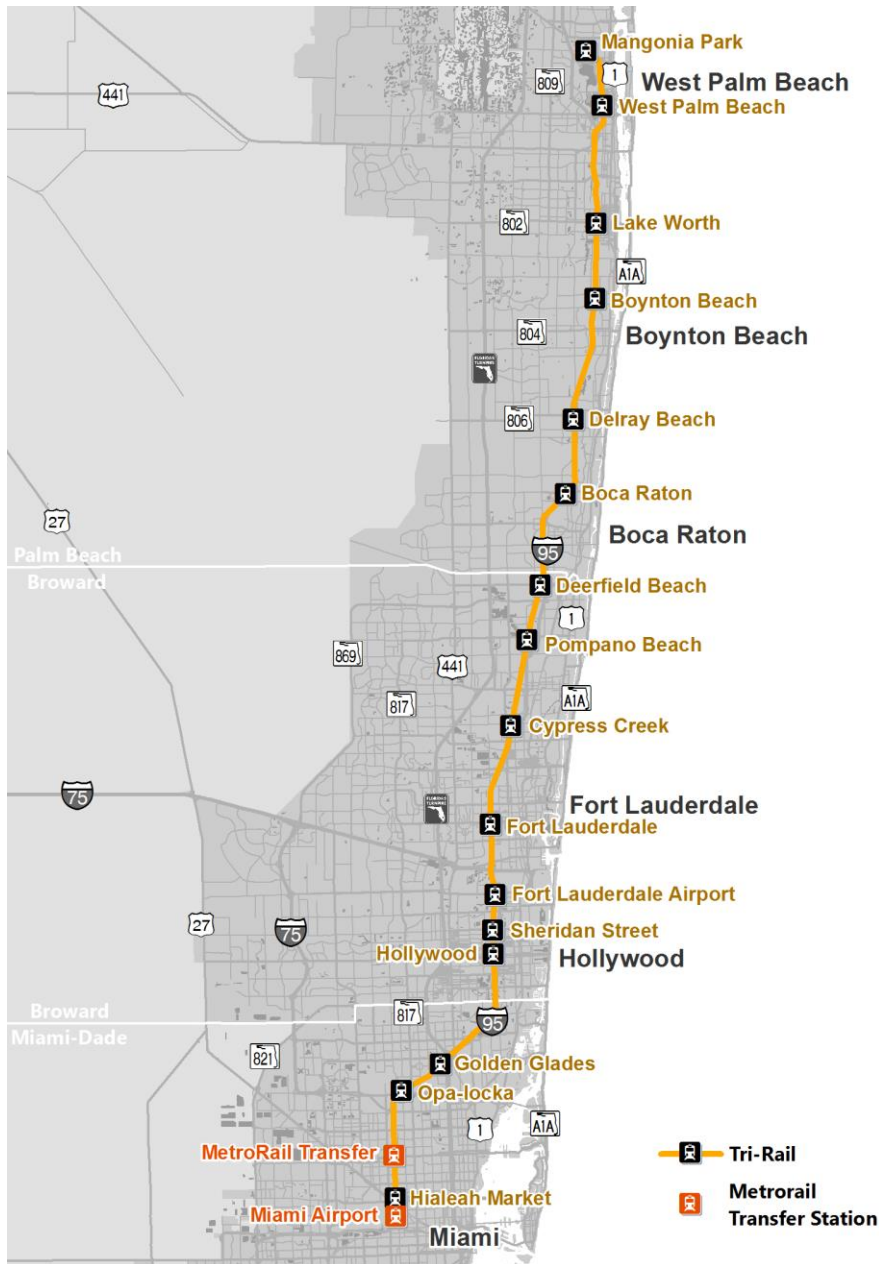 Mangonia Park
1
809
West Palm Beach
441
West Palm Beach
802
Lake Worth
A1A
Boynton Beach
804
Boynton Beach
806
Delray Beach
Boca Raton
27
Boca Raton
95
Palm Beach
Broward
Deerfield Beach
1
Pompano Beach
869
441
A1A
817
Cypress Creek
75
Fort Lauderdale
Fort Lauderdale
Fort Lauderdale Airport
27
75
Sheridan Street
Hollywood
Hollywood
Broward
817
95
Miami-Dade
821
Golden Glades
Opa-locka
1
A1A
MetroRail Transfer
Tri-Rail
Hialeah Market
Miami Airport
Metrorail
Transfer Station
Miami